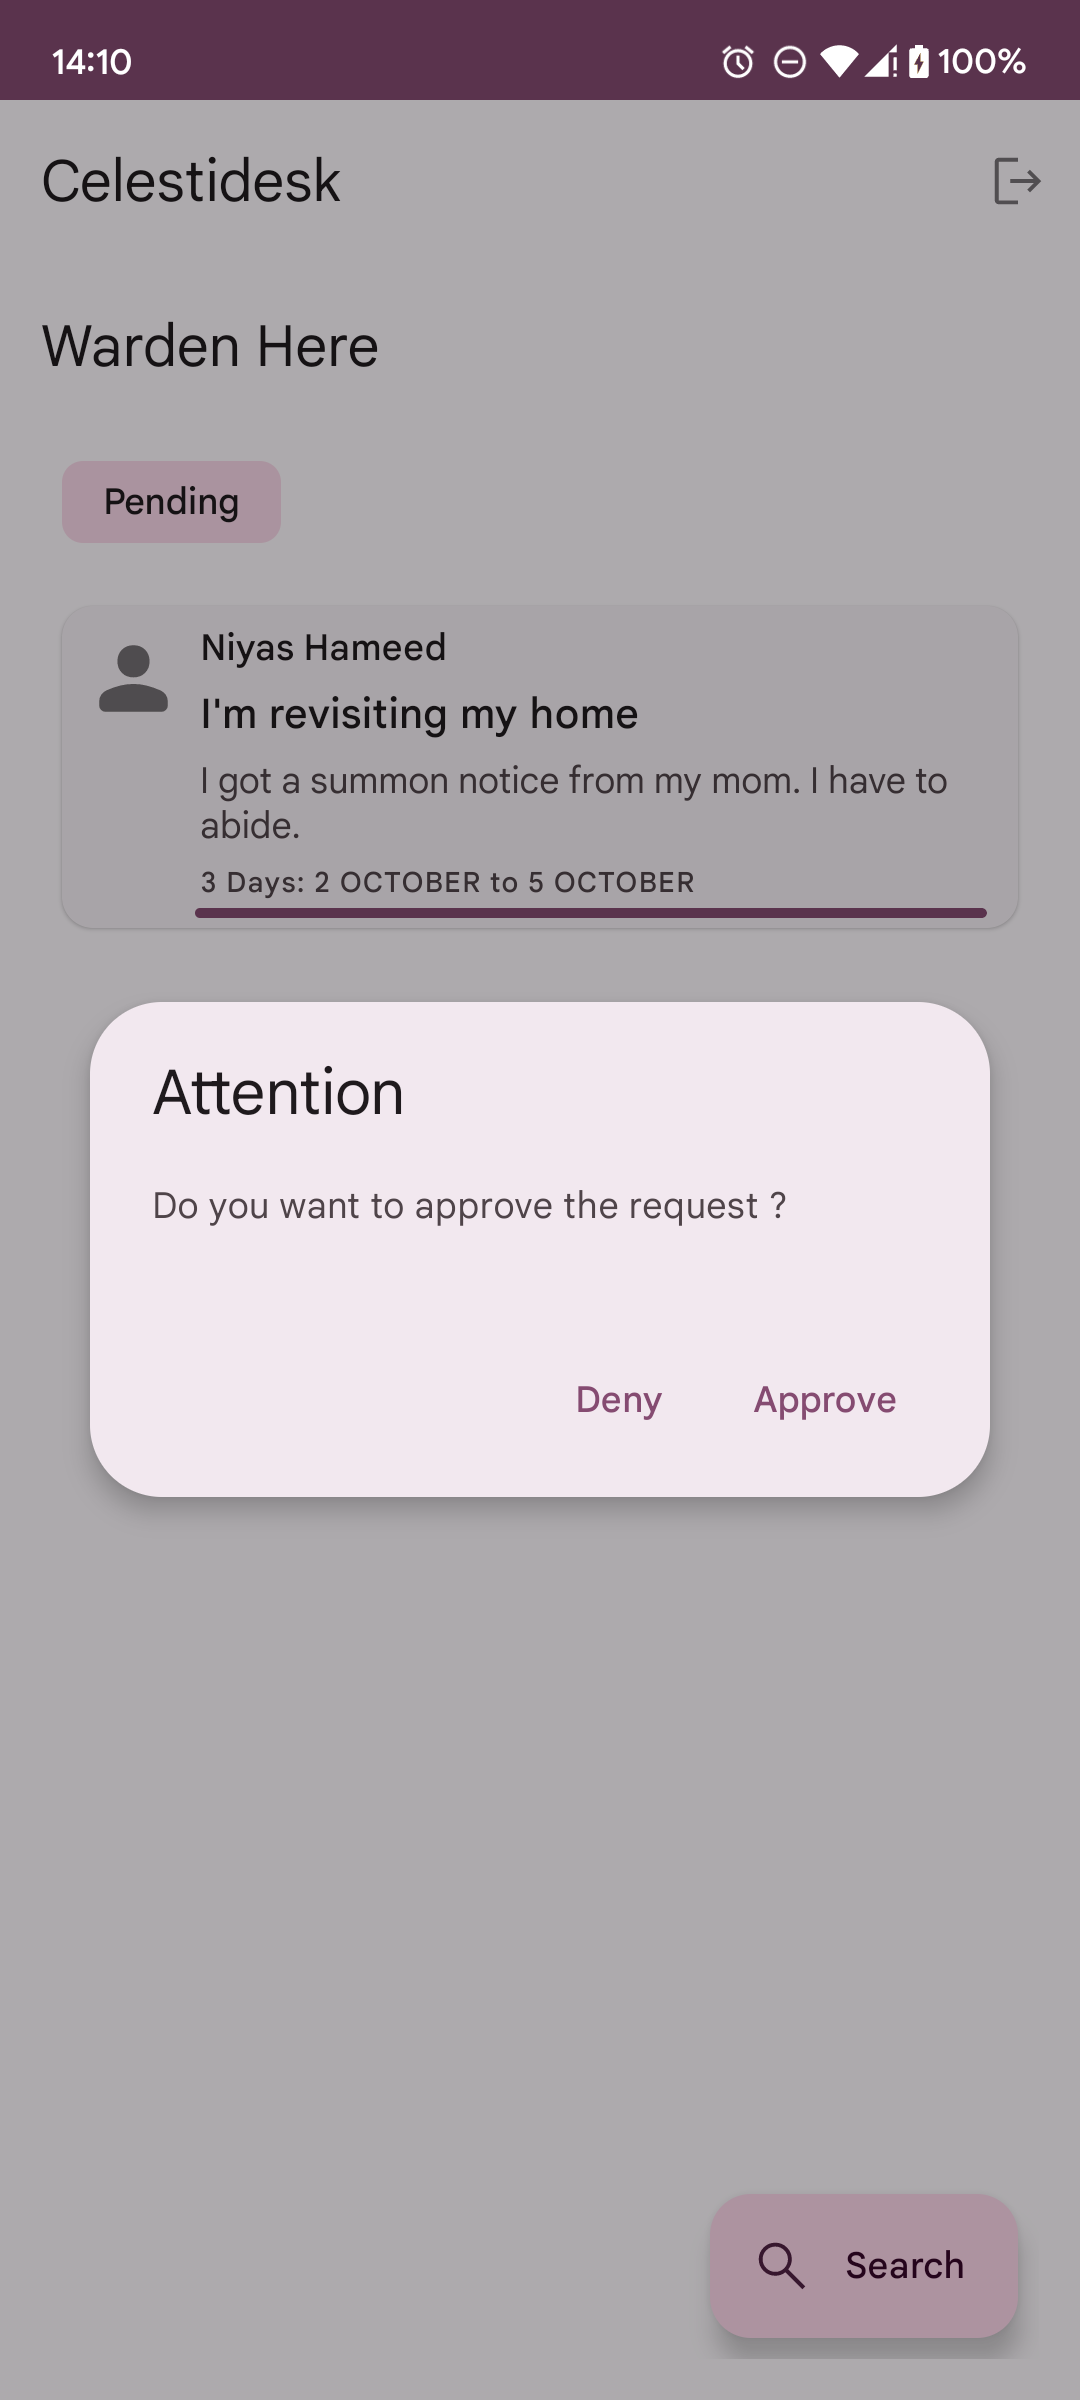 14:10
100%
Celestidesk
Warden Here
Pending
Niyas Hameed
I'm revisiting my home
I got a summon notice from my mom. I have to
abide.
3 Days: 2 OCTOBER to 5 OCTOBER
Attention
Do you want to approve the request ?
Deny
Approve
Search